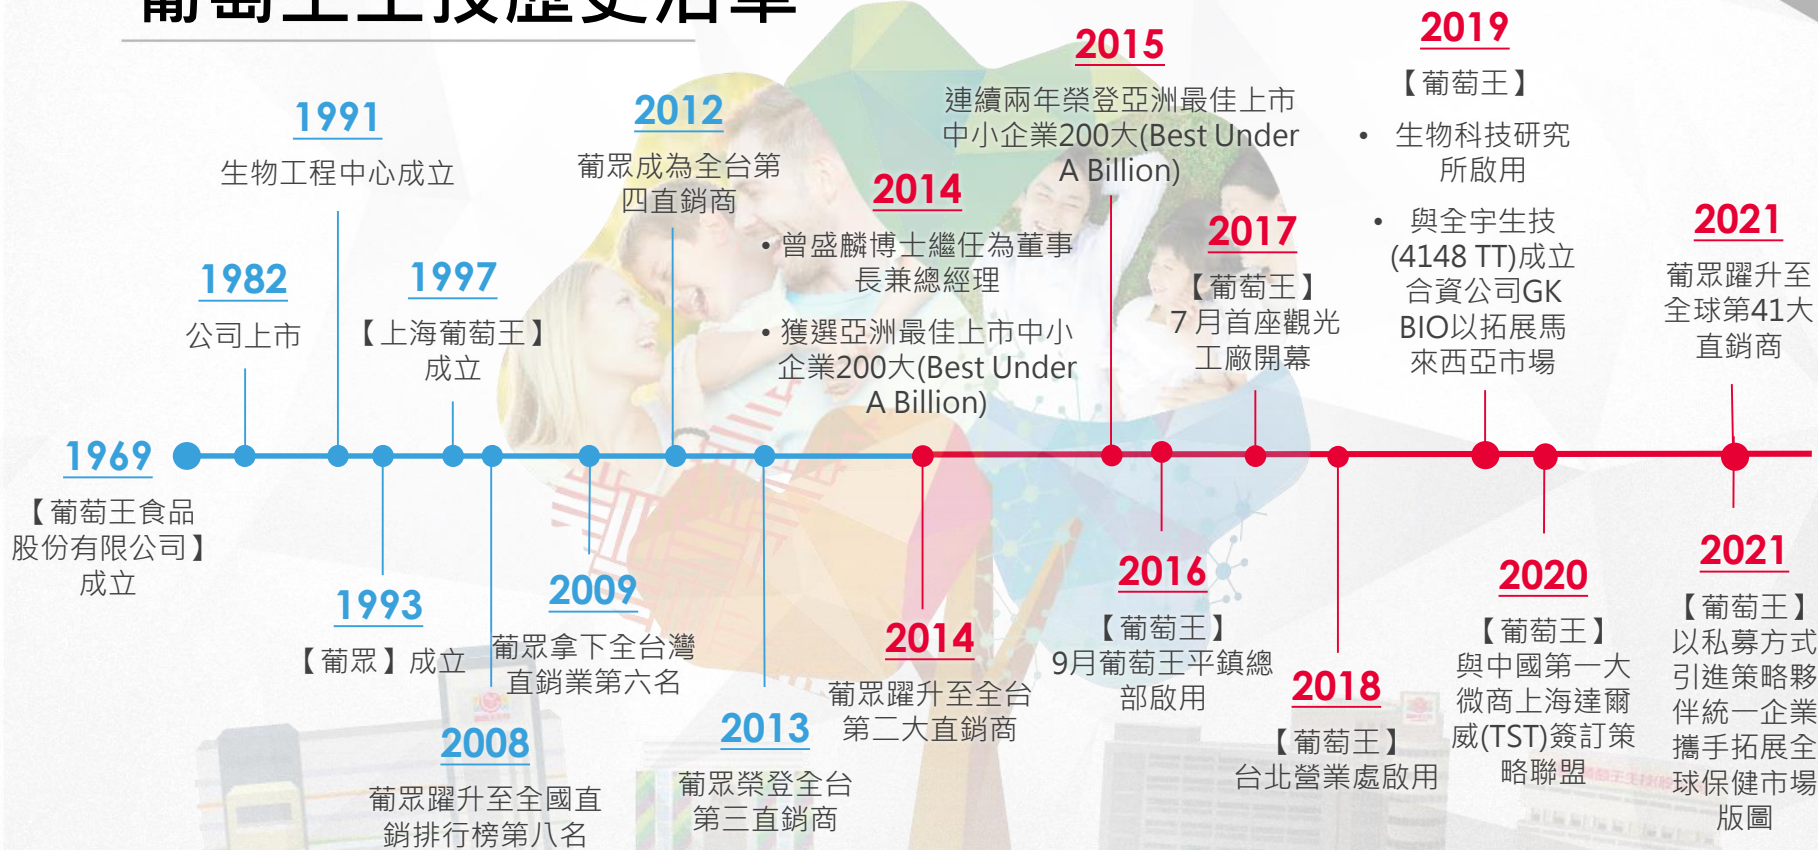 葡萄王生技歷史沿革
1969
【葡萄王食品
股份有限公司】
成立
1982
公司上市
1991
生物工程中心成立
1993
【葡眾】成立
1997
【上海葡萄王】
成立
2008
葡眾躍升至全國直
銷排行榜第八名
2009
葡眾拿下全台灣
直銷業第六名
2012
葡眾成為全台第
四直銷商
2013
葡眾榮登全台
第三直銷商
2014
• 曾盛麟博士繼任為董事
長兼總經理
• 獲選亞洲最佳上市中小
企業200大(Best Under
A Billion)
2014
葡眾躍升至全台
第二大直銷商
2015
連續兩年榮登亞洲最佳上市
中小企業200大(Best Under
A Billion)
2016
【葡萄王】
9月葡萄王平鎮總
部啟用
2017
【葡萄王】
7月首座觀光
工廠開幕
2018
【葡萄王】
台北營業處啟用
2019
【葡萄王】
• 生物科技研究
所啟用
• 與全宇生技
(4148 TT)成立
合資公司GK
BIO以拓展馬
來西亞市場
2020
【葡萄王】
與中國第一大
微商上海達爾
威(TST)簽訂策
略聯盟
2021
葡眾躍升至
全球第41大
直銷商
2021
【葡萄王】
以私募方式
引進策略夥
伴統一企業
攜手拓展全
球保健市場
版圖